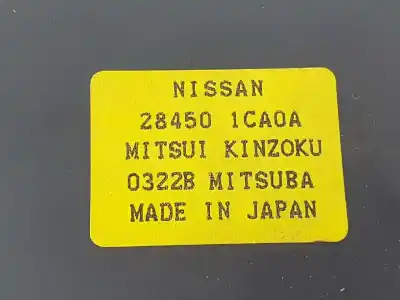 NISSAN
28450 1CA0A
MITSUI KINZOKU
0322B MITSUBA
MADE IN JAPAN